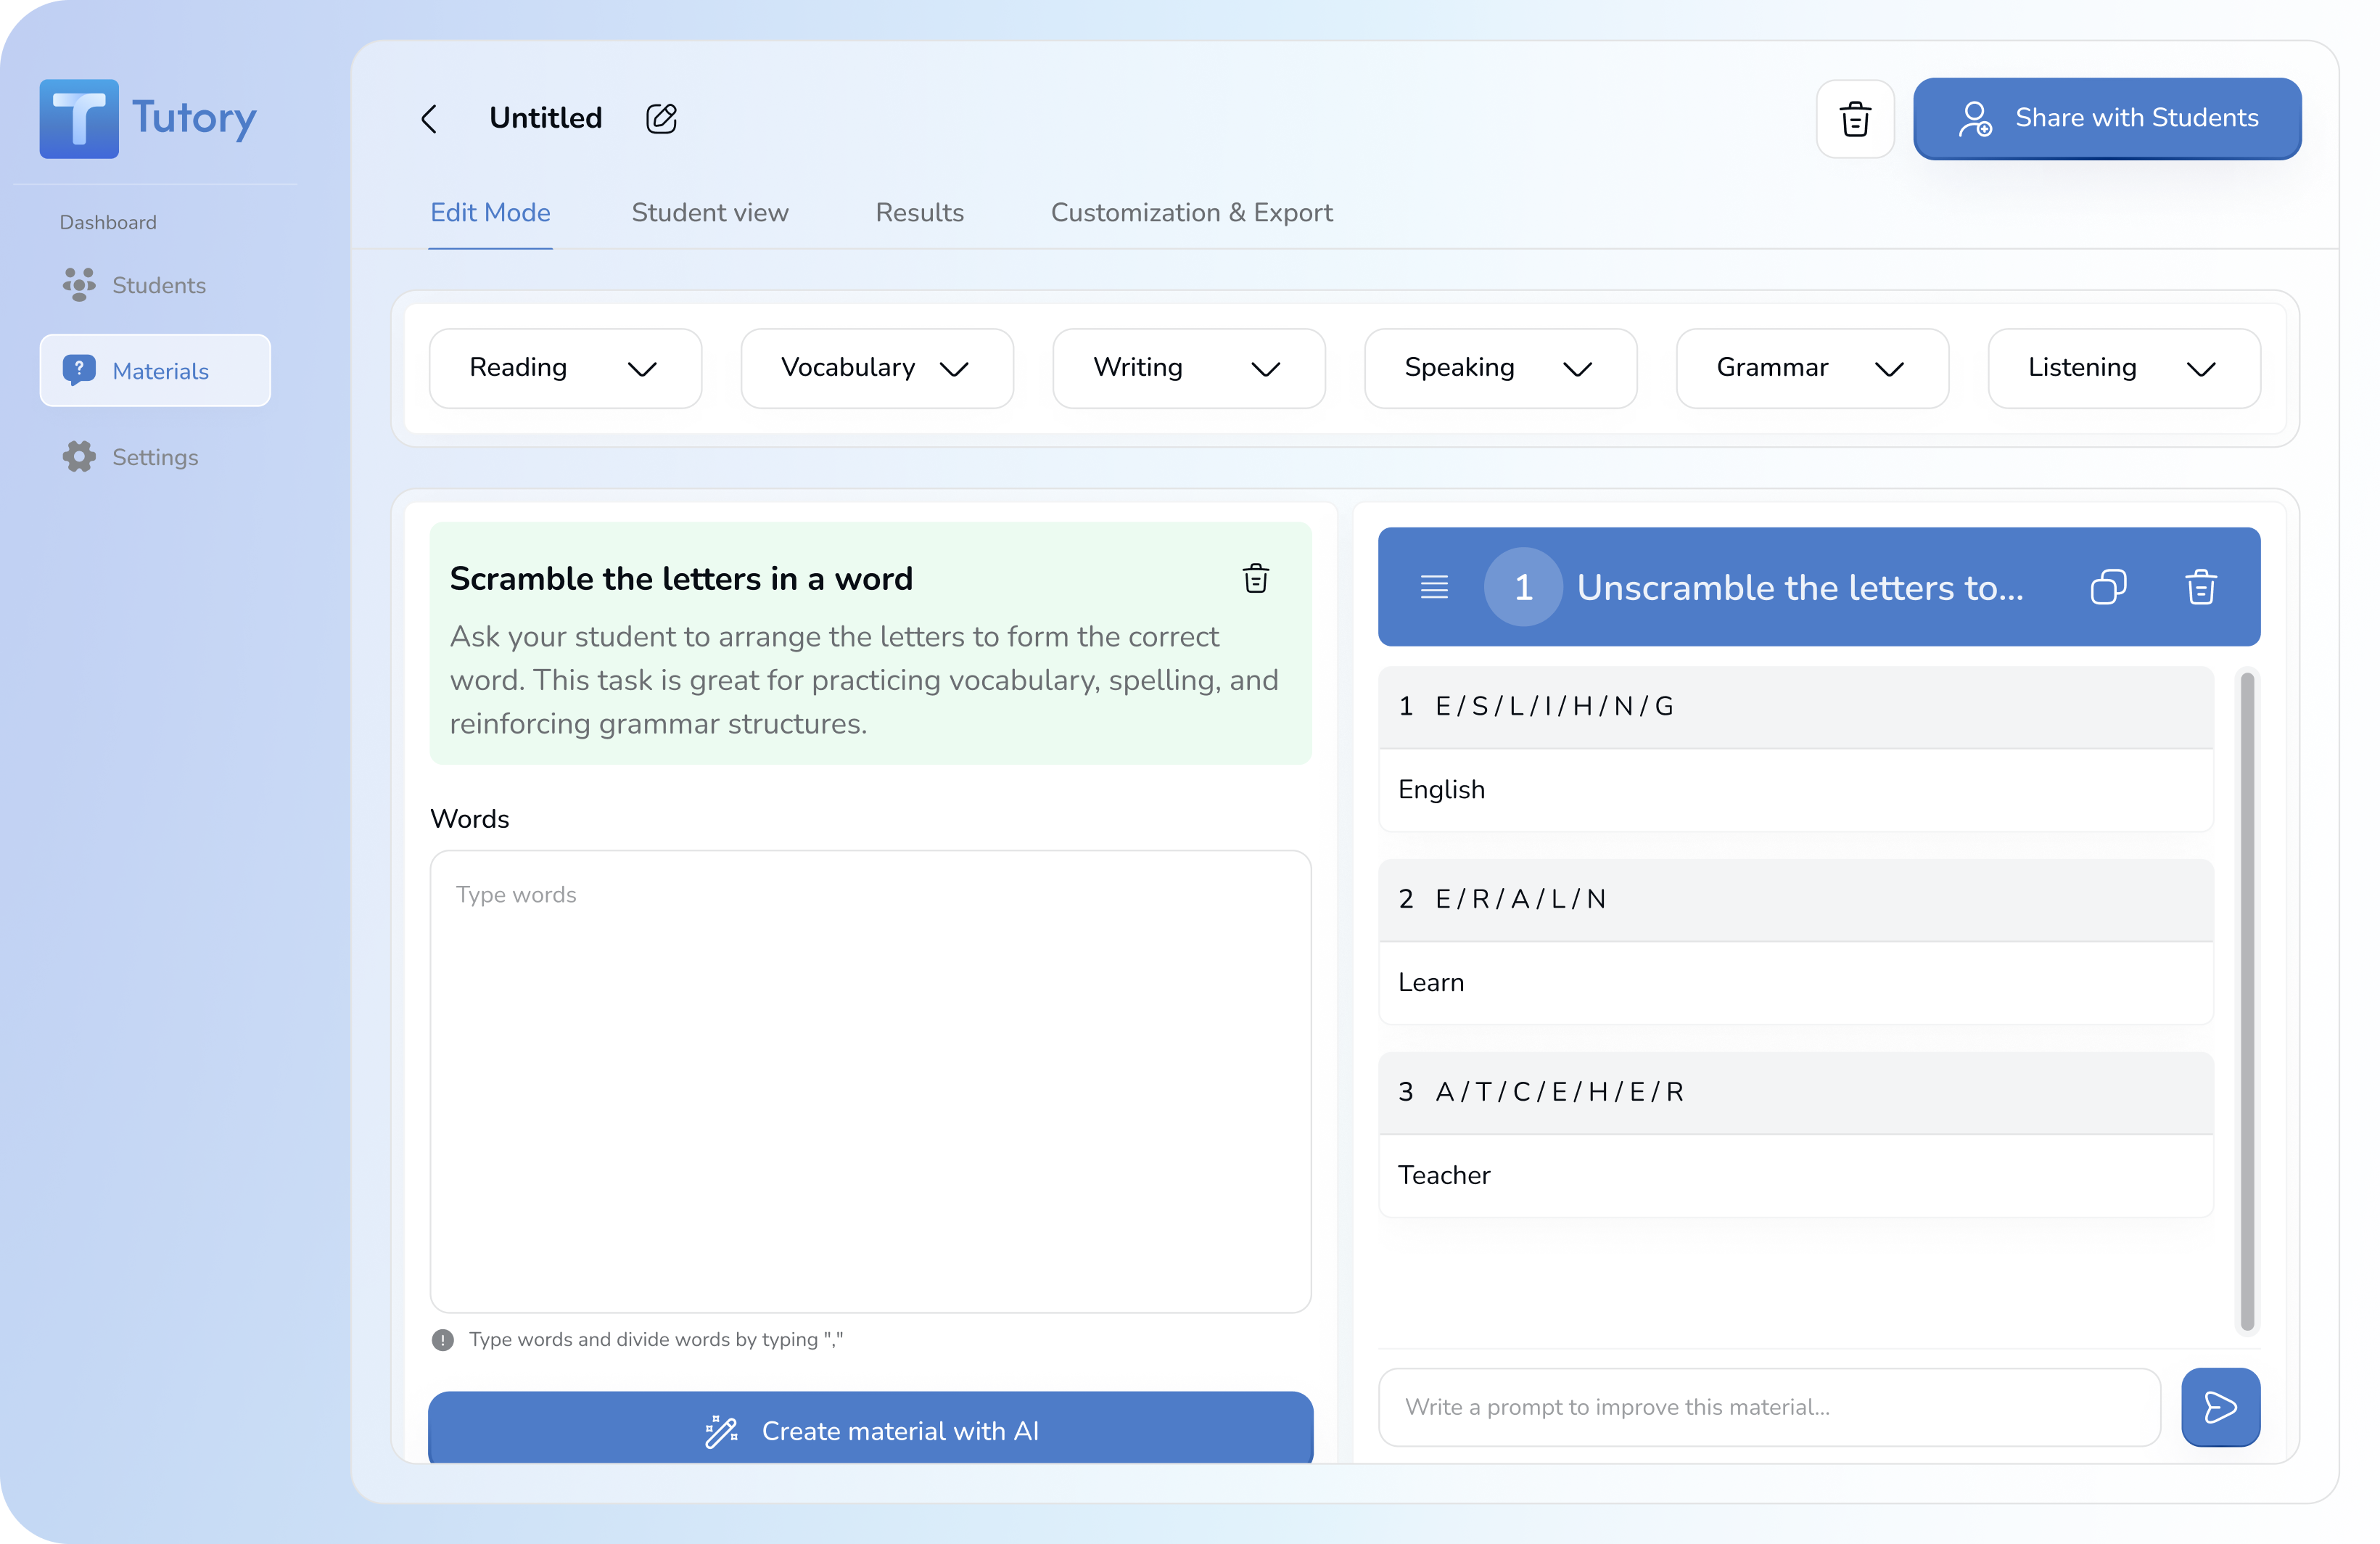 Tutory
Dashboard
Students
Materials
Settings
Untitled
Share with Students
Edit Mode
Student view
Results
Customization & Export
Reading
Vocabulary
Writing
Speaking
Grammar
Listening
Scramble the letters in a word
Ask your student to arrange the letters to form the correct
word. This task is great for practicing vocabulary, spelling, and
reinforcing grammar structures.
Words
Type words
Type words and divide words by typing ","
Create material with AI
1 Unscramble the letters to...
1 E / S / L / I / H / N / G
English
2 E / R / A / L / N
Learn
3 A / T / C / E / H / E / R
Teacher
Write a prompt to improve this material...